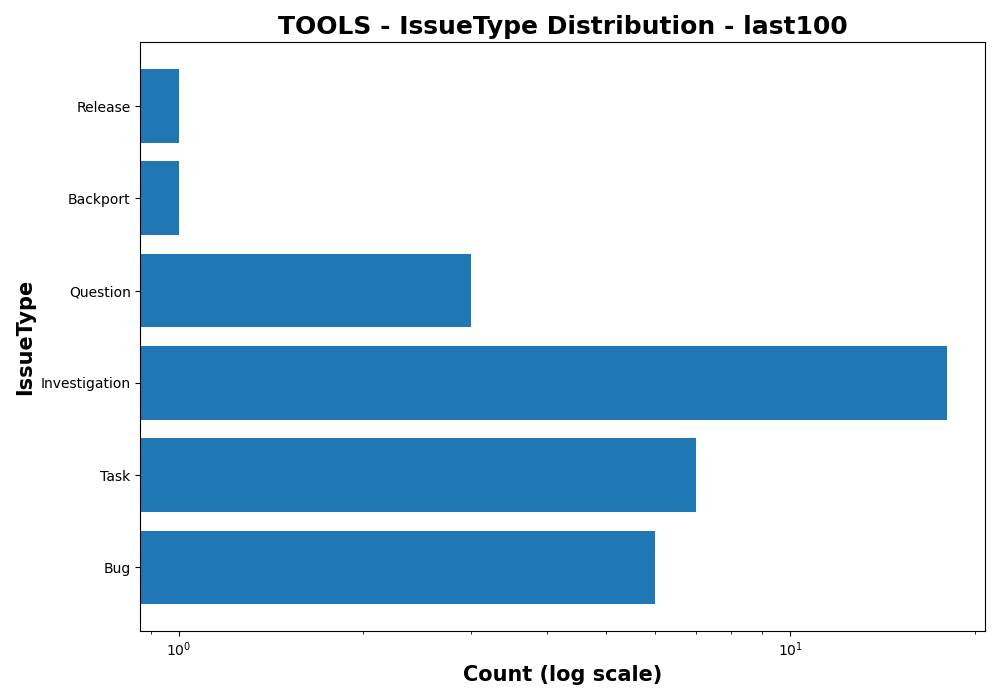 TOOLS - IssueType Distribution - last100
Release
Backport
Question
Investigation
Task
Bug
IssueType
10⁰
10¹
Count (log scale)